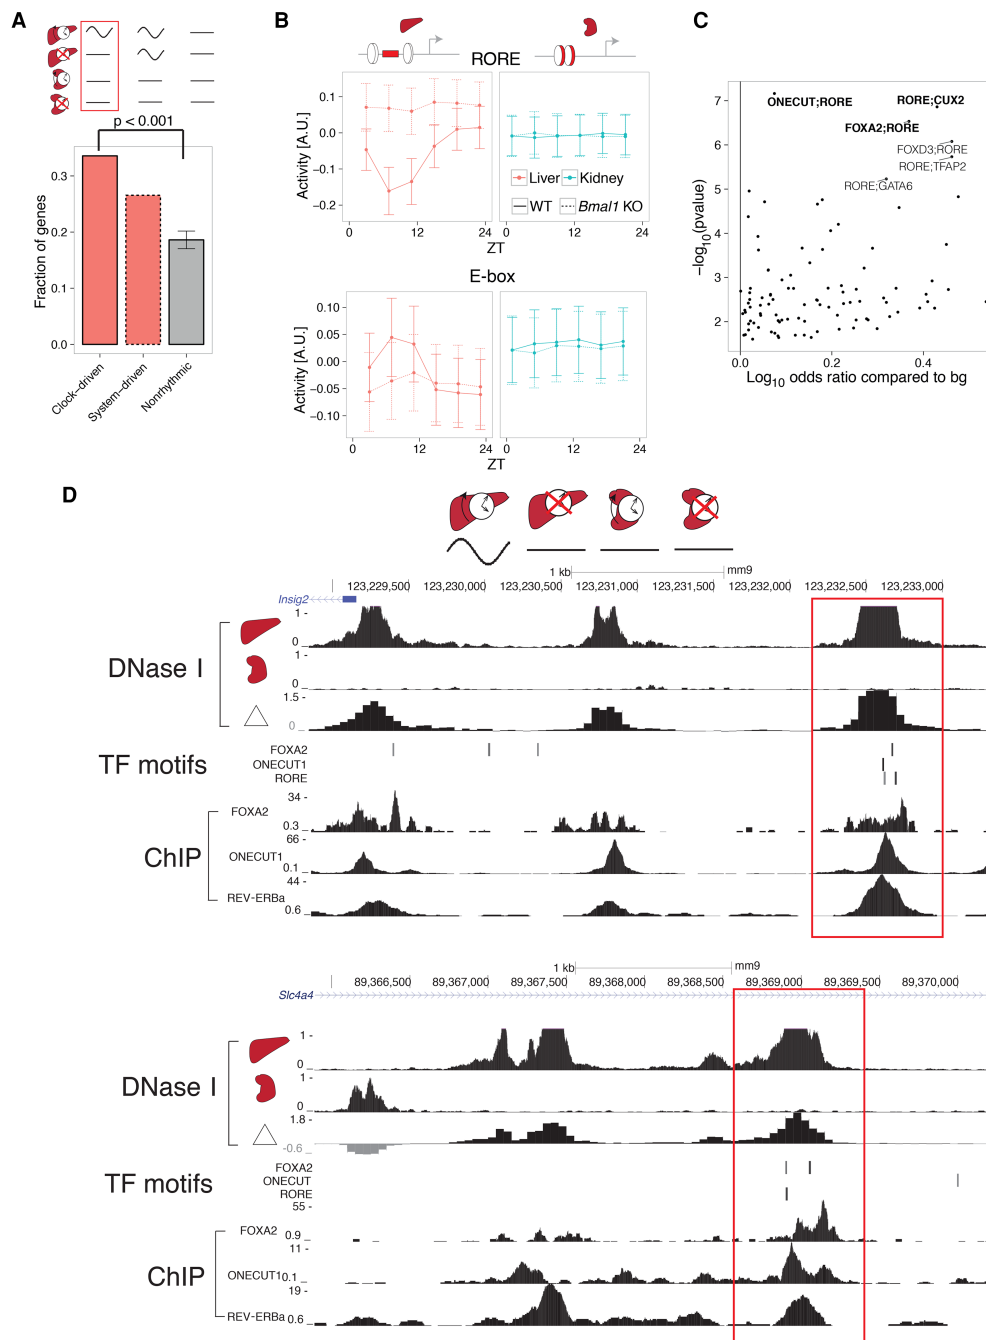 A
p < 0.001
Fraction of genes
0.3
0.2
0.1
0.0
Clock−driven
System−driven
Nonrhythmic
B
RORE
Activity [A.U.]
0.1
0.0
−0.1
−0.2
Liver
Kidney
WT
Bmal1 KO
0 12 24 0 12 24
ZT
E-box
Activity [A.U.]
0.10
0.05
0.00
−0.05
−0.10
0 12 24 0 12 24
ZT
C
−log10(pvalue)
7
6
5
4
3
2
ONECUT;RORE
RORE;CUX2
FOXA2;RORE
FOXD3;RORE
RORE;TFAP2
RORE;GATA6
0.0 0.2 0.4
Log10 odds ratio compared to bg
D
1 kb mm9
123,229,500 123,230,000 123,230,500 123,231,000 123,231,500 123,232,000 123,232,500 123,233,000
Insig2
DNase I
1
0
1
0
1.5
0
TF motifs
FOXA2
ONECUT1
RORE
ChIP
FOXA2
34
0.3
ONECUT1
66
0.1
REV-ERBa
44
0.6
1 kb mm9
89,366,500 89,367,000 89,367,500 89,368,000 89,368,500 89,369,000 89,369,500 89,370,000
Slc4a4
DNase I
1
0
1
0
1.8
-0.6
TF motifs
FOXA2
ONECUT
RORE
ChIP
FOXA2
55
0.9
ONECUT1
11
0.1
REV-ERBa
19
0.6